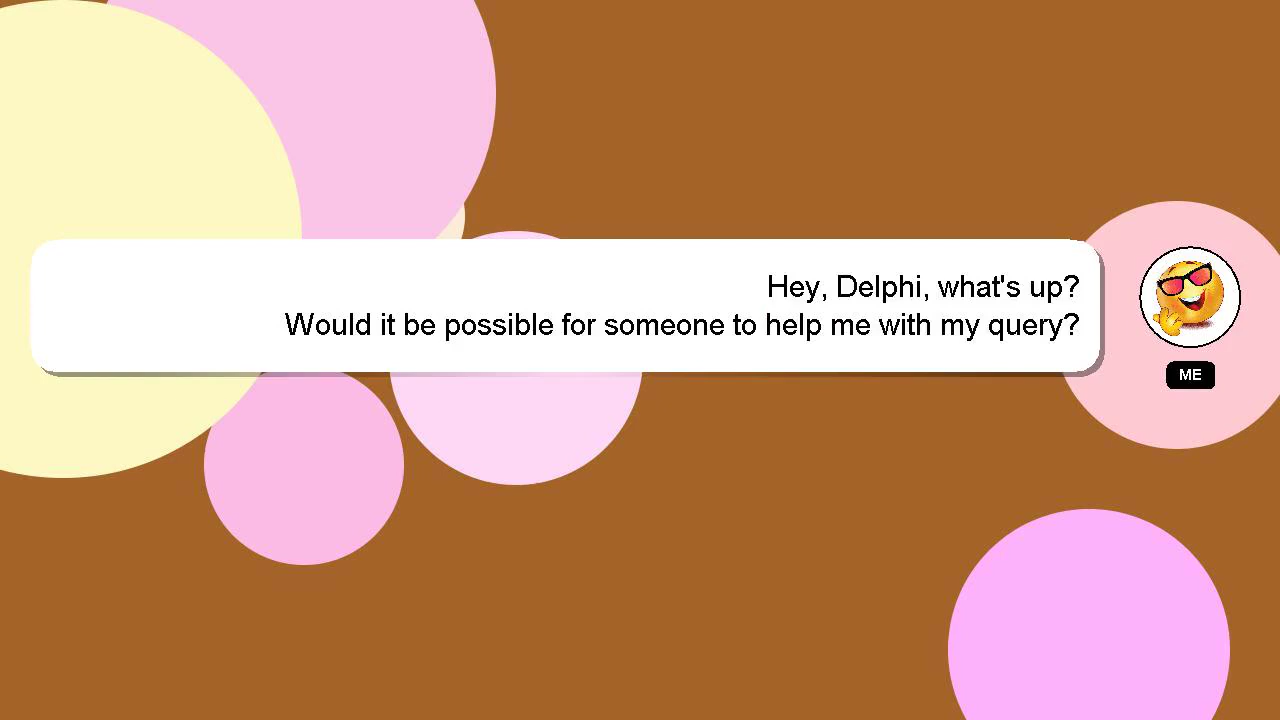 Hey, Delphi, what's up?
Would it be possible for someone to help me with my query?
ME